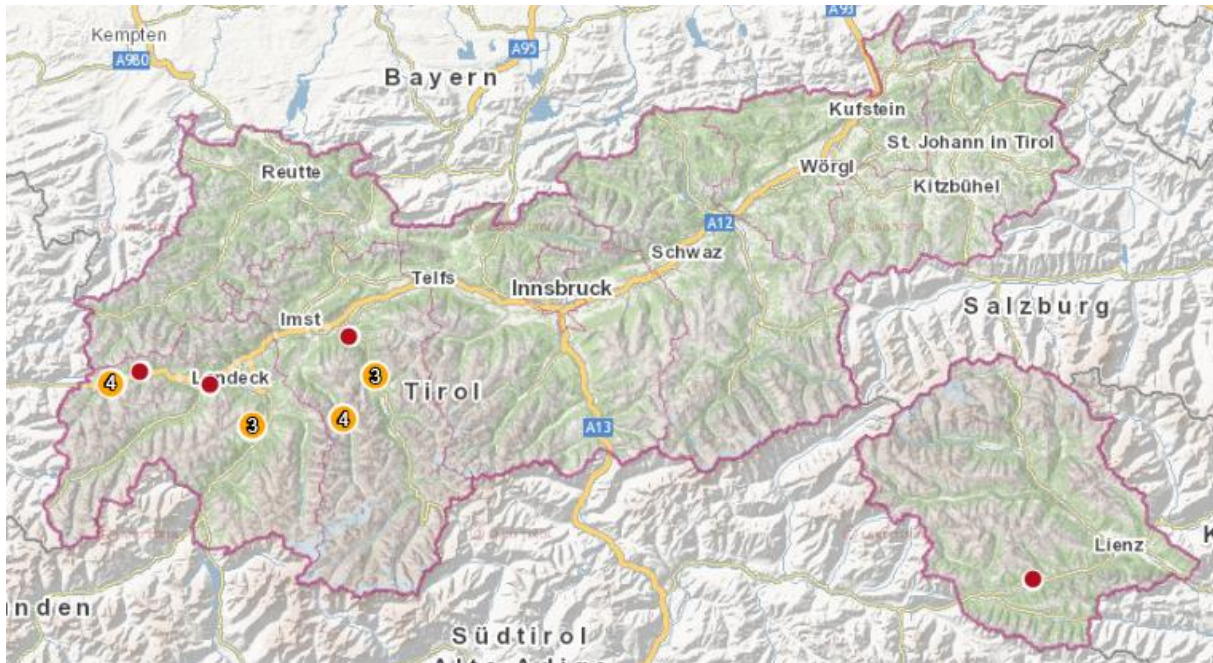 A93
Kempten
A95
A980
Bayern
Kufstein
St. Johann in Tirol
Wörgl
Reutte
Kitzbühel
A12
Schwaz
Telfs
Innsbruck
Salzburg
Imst
4
Landeck
3
Tirol
3
4
A13
Lienz
K
nden
Südtirol